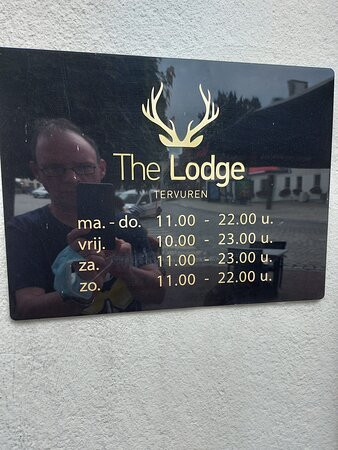 The Lodge
TERVUREN
ma. - do. 11.00 - 22.00 u.
vrij. 10.00 - 23.00 u.
za. 11.00 - 23.00 u.
zo. 11.00 - 22.00 u.